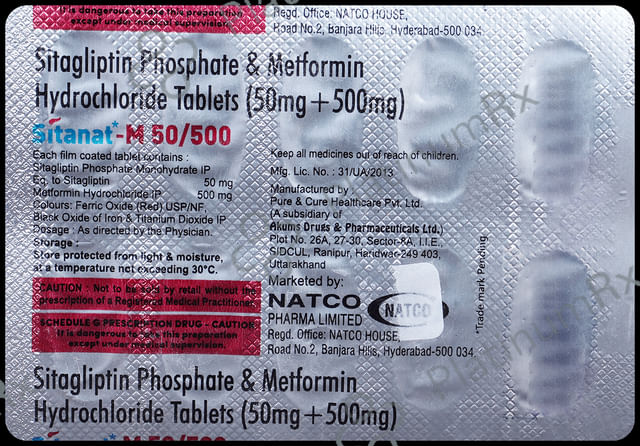 It is dangerous to take this preparation
except under medical supervision.
Regd. Office: NATCO HOUSE,
Road No.2, Banjara Hills, Hyderabad-500 034
Sitagliptin Phosphate & Metformin
Hydrochloride Tablets (50mg+500mg)
Sitanat*-M 50/500
Each film coated tablet contains :
Sitagliptin Phosphate Monohydrate IP
Eq. to Sitagliptin 50 mg
Metformin Hydrochloride IP 500 mg
Colours: Ferric Oxide (Red) USP/NF,
Black Oxide of Iron & Titanium Dioxide IP
Dosage : As directed by the Physician.
Storage :
Store protected from light & moisture,
at a temperature not exceeding 30°C.
CAUTION : Not to be sold by retail without the
prescription of a Registered Medical Practitioner.
SCHEDULE G PRESCRIPTION DRUG - CAUTION
It is dangerous to take this preparation
except under medical supervision.
Keep all medicines out of reach of children.
Mfg. Lic. No. : 31/UA/2013
Manufactured by :
Pure & Cure Healthcare Pvt. Ltd.
(A subsidiary of
Akums Drugs & Pharmaceuticals Ltd.)
Plot No. 26A, 27-30, Sector-8A, I.I.E.,
SIDCUL, Ranipur, Haridwar-249 403,
Uttarakhand
Marketed by:
NATCO
PHARMA LIMITED
NATCO
Regd. Office: NATCO HOUSE,
Road No.2, Banjara Hills, Hyderabad-500 034
*Trade mark Pending
Sitagliptin Phosphate & Metformin
Hydrochloride Tablets (50mg+500mg)
Sitanat*-M 50/500
PlanumRx